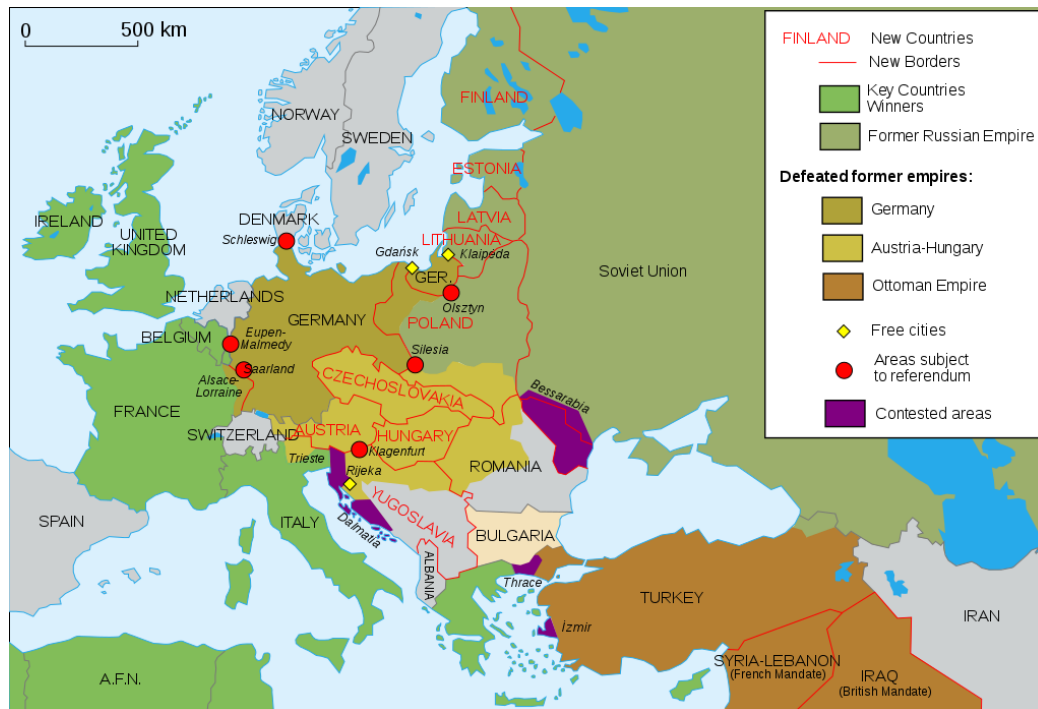 0
500 km
FINLAND
New Countries
New Borders
Key Countries
Winners
Former Russian Empire
Defeated former empires:
Germany
Austria-Hungary
Ottoman Empire
Free cities
Areas subject
to referendum
Contested areas
NORWAY
SWEDEN
FINLAND
ESTONIA
LATVIA
LITHUANIA
Klaipėda
IRELAND
UNITED
KINGDOM
DENMARK
Schleswig
Gdańsk
GER.
Olsztyn
Soviet Union
NETHERLANDS
GERMANY
POLAND
BELGIUM
Eupen-
Malmedy
Silesia
Saarland
Alsace-
Lorraine
CZECHOSLOVAKIA
Bessarabia
FRANCE
SWITZERLAND
AUSTRIA
HUNGARY
Klagenfurt
Trieste
Rijeka
ROMANIA
SPAIN
ITALY
Dalmatia
YUGOSLAVIA
BULGARIA
ALBANIA
Thrace
TURKEY
İzmir
IRAN
A.F.N.
SYRIA-LEBANON
(French Mandate)
IRAQ
(British Mandate)